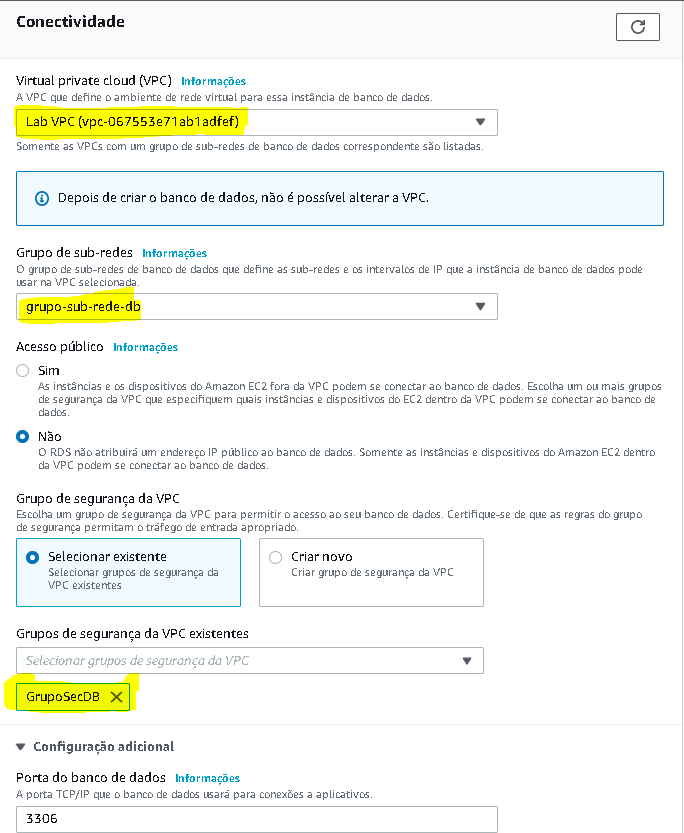 Conectividade
Virtual private cloud (VPC) Informações
A VPC que define o ambiente de rede virtual para essa instância de banco de dados.
Lab VPC (vpc-067553e71ab1adfef)
Somente as VPCs com um grupo de sub-redes de banco de dados correspondente são listadas.
Depois de criar o banco de dados, não é possível alterar a VPC.
Grupo de sub-redes Informações
O grupo de sub-redes de banco de dados que define as sub-redes e os intervalos de IP que a instância de banco de dados pode
usar na VPC selecionada.
grupo-sub-rede-db
Acesso público Informações
Sim
As instâncias e os dispositivos do Amazon EC2 fora da VPC podem se conectar ao banco de dados. Escolha um ou mais grupos
de segurança da VPC que especifiquem quais instâncias e dispositivos do EC2 dentro da VPC podem se conectar ao banco de
dados.
Não
O RDS não atribuirá um endereço IP público ao banco de dados. Somente as instâncias e dispositivos do Amazon EC2 dentro
da VPC podem se conectar ao banco de dados.
Grupo de segurança da VPC
Escolha um grupo de segurança da VPC para permitir o acesso ao seu banco de dados. Certifique-se de que as regras do grupo
de segurança permitam o tráfego de entrada apropriado.
Selecionar existente
Selecionar grupos de segurança da
VPC existentes
Criar novo
Criar grupo de segurança da VPC
Grupos de segurança da VPC existentes
Selecionar grupos de segurança da VPC
GrupoSecDB
Configuração adicional
Porta do banco de dados Informações
A porta TCP/IP que o banco de dados usará para conexões a aplicativos.
3306